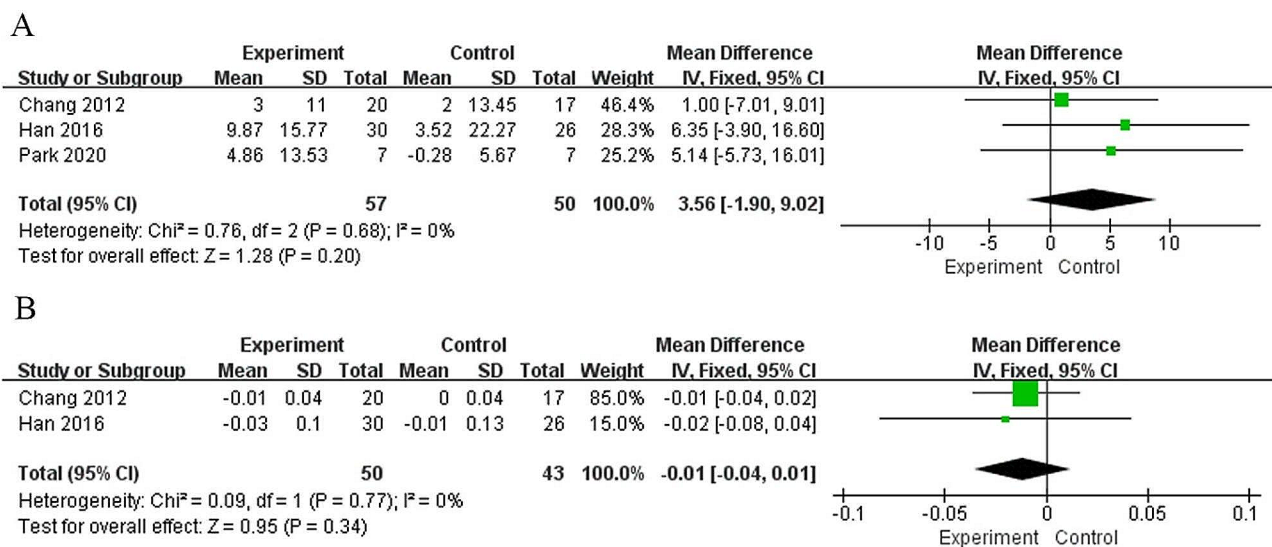 A
Experiment Control Mean Difference Mean Difference
Study or Subgroup Mean SD Total Mean SD Total Weight IV, Fixed, 95% CI IV, Fixed, 95% CI
Chang 2012 3 11 20 2 13.45 17 46.4% 1.00 [-7.01, 9.01]
Han 2016 9.87 15.77 30 3.52 22.27 26 28.3% 6.35 [-3.90, 16.60]
Park 2020 4.86 13.53 7 -0.28 5.67 7 25.2% 5.14 [-5.73, 16.01]
Total (95% CI) 57 50 100.0% 3.56 [-1.90, 9.02]
Heterogeneity: Chi² = 0.76, df = 2 (P = 0.68); I² = 0%
Test for overall effect: Z = 1.28 (P = 0.20)
-10 -5 0 5 10
Experiment Control
B
Experiment Control Mean Difference Mean Difference
Study or Subgroup Mean SD Total Mean SD Total Weight IV, Fixed, 95% CI IV, Fixed, 95% CI
Chang 2012 -0.01 0.04 20 0 0.04 17 85.0% -0.01 [-0.04, 0.02]
Han 2016 -0.03 0.1 30 -0.01 0.13 26 15.0% -0.02 [-0.08, 0.04]
Total (95% CI) 50 43 100.0% -0.01 [-0.04, 0.01]
Heterogeneity: Chi² = 0.09, df = 1 (P = 0.77); I² = 0%
Test for overall effect: Z = 0.95 (P = 0.34)
-0.1 -0.05 0 0.05 0.1
Experiment Control